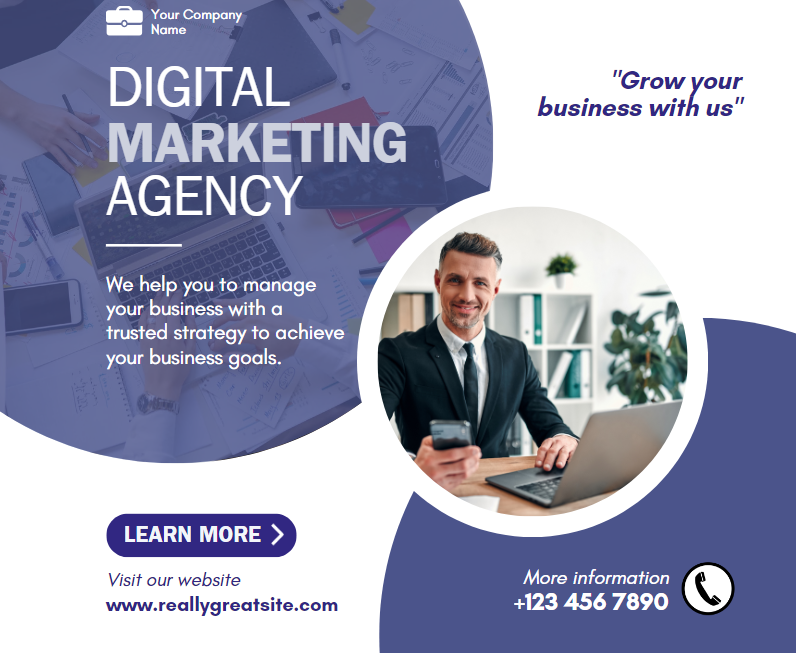 Your Company
Name
DIGITAL
MARKETING
AGENCY
"Grow your
business with us"
We help you to manage
your business with a
trusted strategy to achieve
your business goals.
LEARN MORE
Visit our website
www.reallygreatsite.com
More information
+123 456 7890